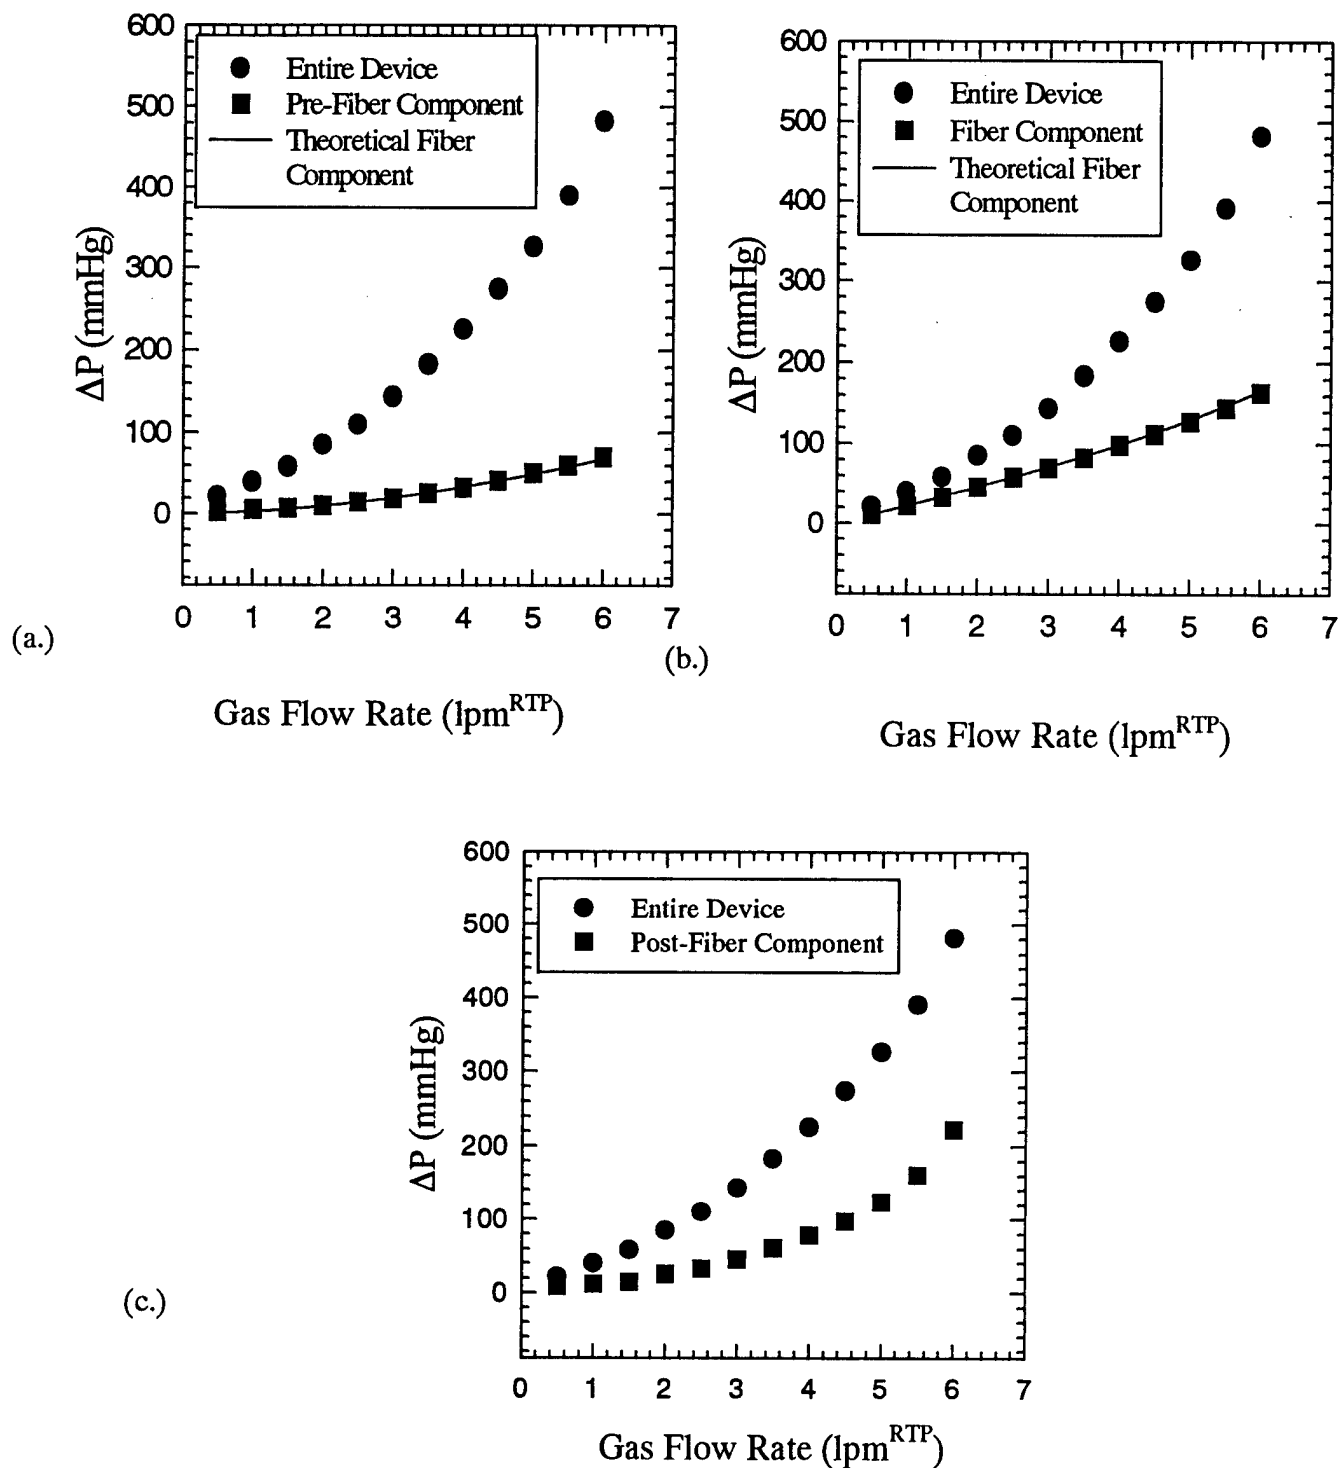 600
500
400
300
200
100
0
ΔP (mmHg)
Entire Device
Pre-Fiber Component
Theoretical Fiber
Component
0 1 2 3 4 5 6 7
(a.)
Gas Flow Rate (lpm^RTP)
600
500
400
300
200
100
0
ΔP (mmHg)
Entire Device
Fiber Component
Theoretical Fiber
Component
0 1 2 3 4 5 6 7
(b.)
Gas Flow Rate (lpm^RTP)
600
500
400
300
200
100
0
ΔP (mmHg)
Entire Device
Post-Fiber Component
0 1 2 3 4 5 6 7
(c.)
Gas Flow Rate (lpm^RTP)